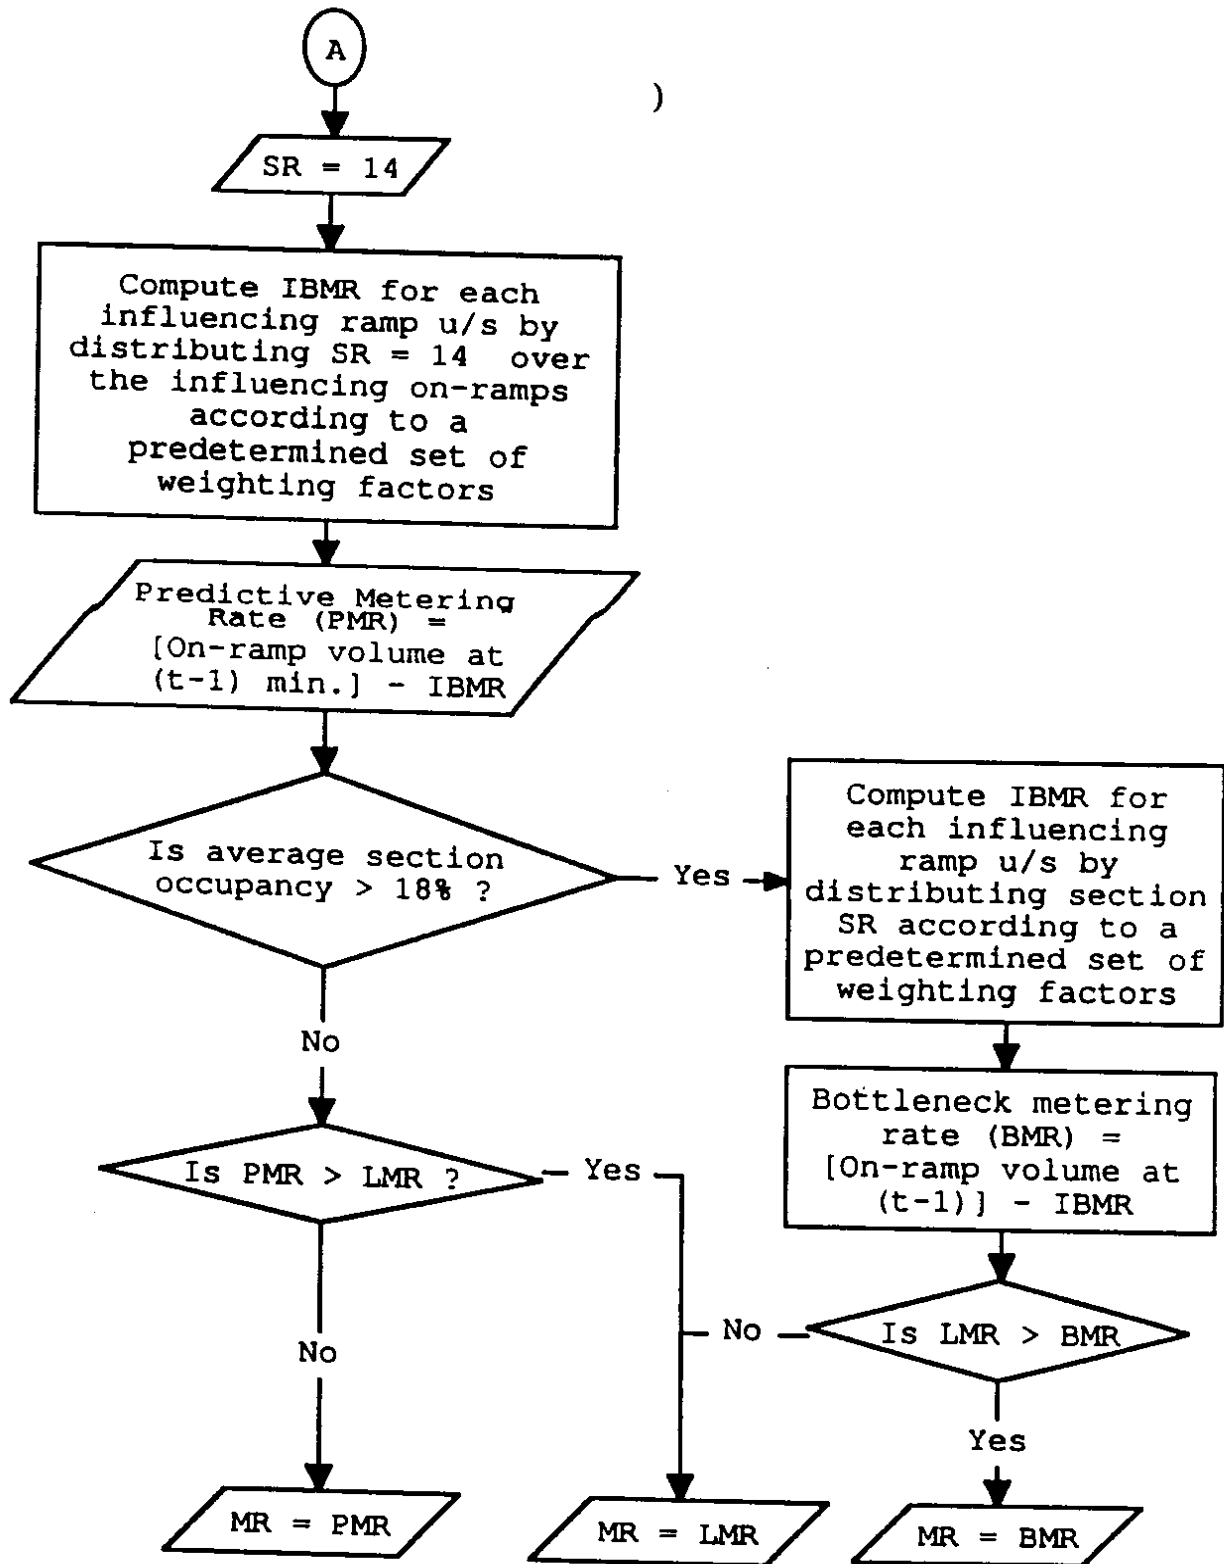 A
)
SR = 14
Compute IBMR for each
influencing ramp u/s by
distributing SR = 14 over
the influencing on-ramps
according to a
predetermined set of
weighting factors
Predictive Metering
Rate (PMR) =
[On-ramp volume at
(t-1) min.] - IBMR
Is average section
occupancy > 18% ?
Yes
Compute IBMR for
each influencing
ramp u/s by
distributing section
SR according to a
predetermined set of
weighting factors
No
Bottleneck metering
rate (BMR) =
[On-ramp volume at
(t-1)] - IBMR
Is PMR > LMR ?
Yes
Is LMR > BMR
No
No
Yes
MR = PMR
MR = LMR
MR = BMR